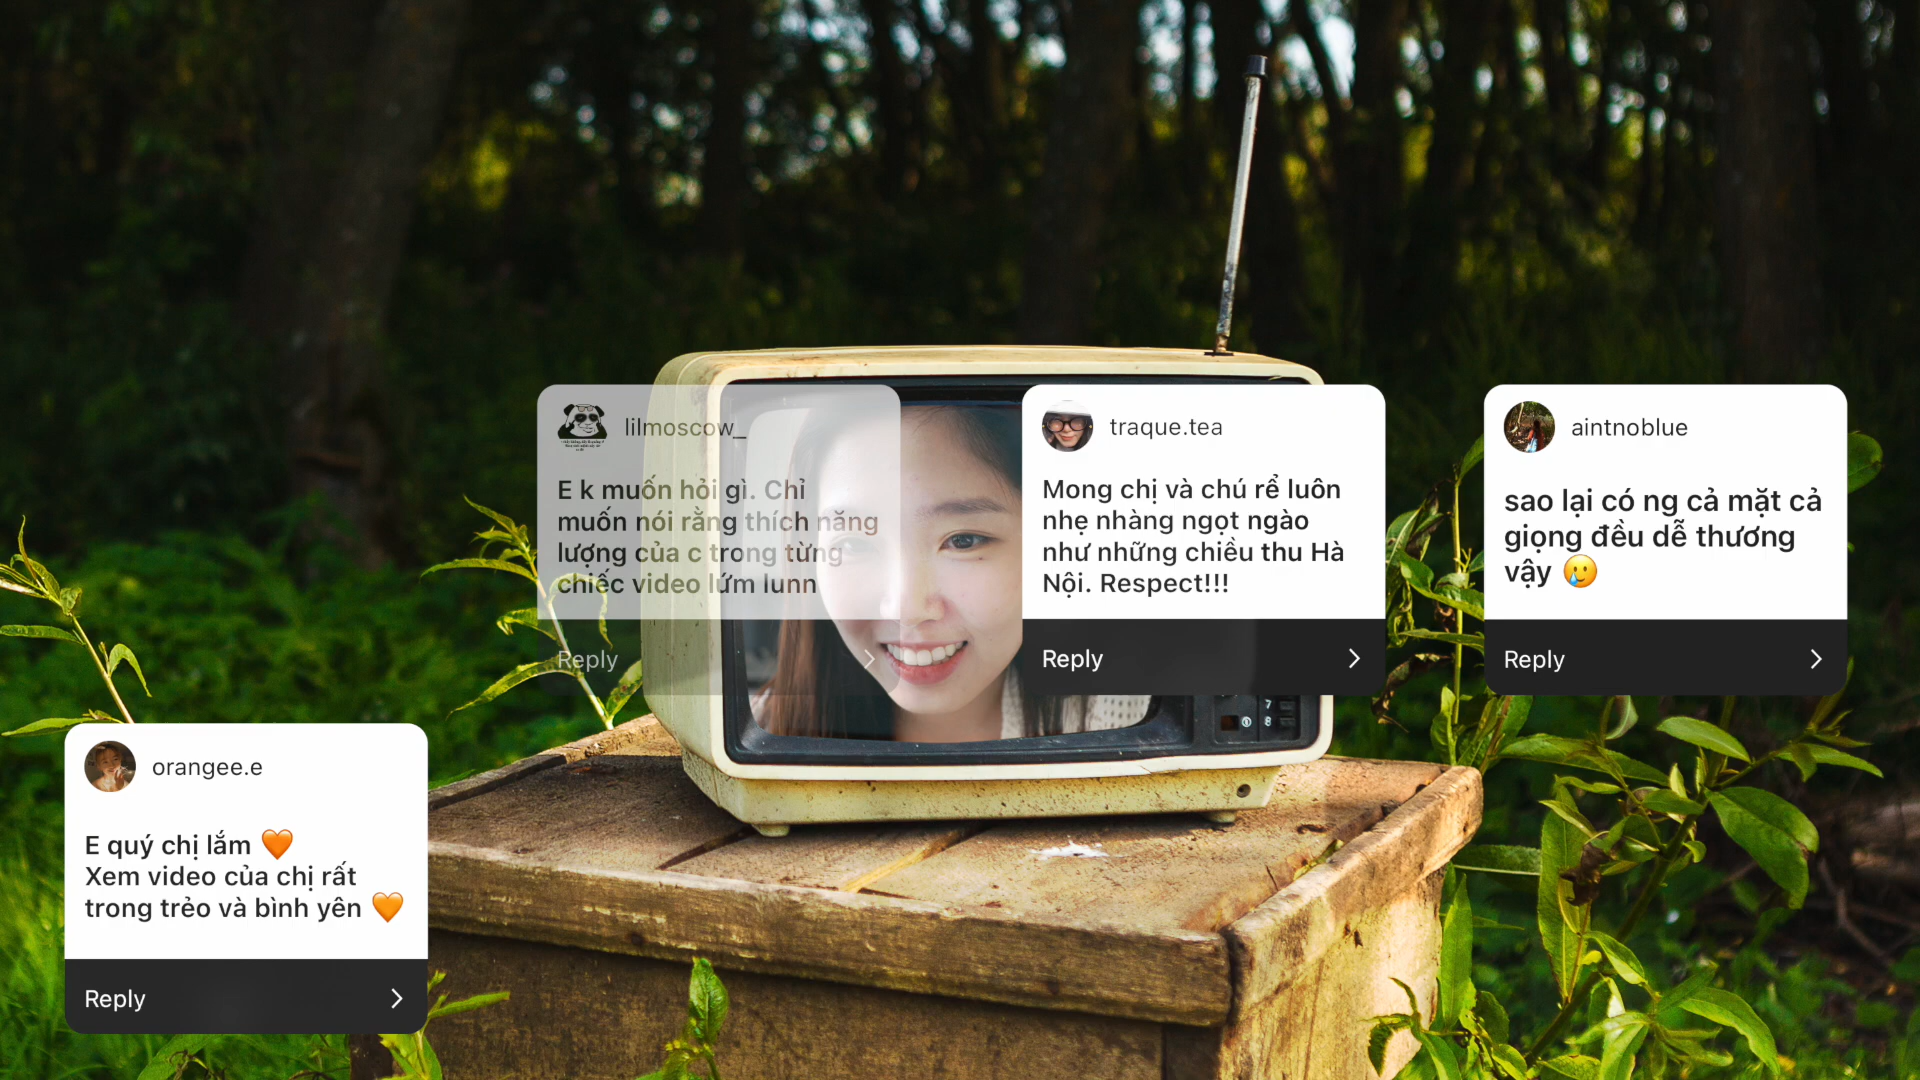 lilmoscow_
E k muốn hỏi gì. Chỉ
muốn nói rằng thích năng
lượng của c trong từng
chiếc video lứm lunn
Reply
traque.tea
Mong chị và chú rể luôn
nhẹ nhàng ngọt ngào
như những chiều thu Hà
Nội. Respect!!!
Reply
aintnoblue
sao lại có ng cả mặt cả
giọng đều dễ thương
vậy 🥲
Reply
orangee.e
E quý chị lắm 🧡
Xem video của chị rất
trong trẻo và bình yên 🧡
Reply
7
8